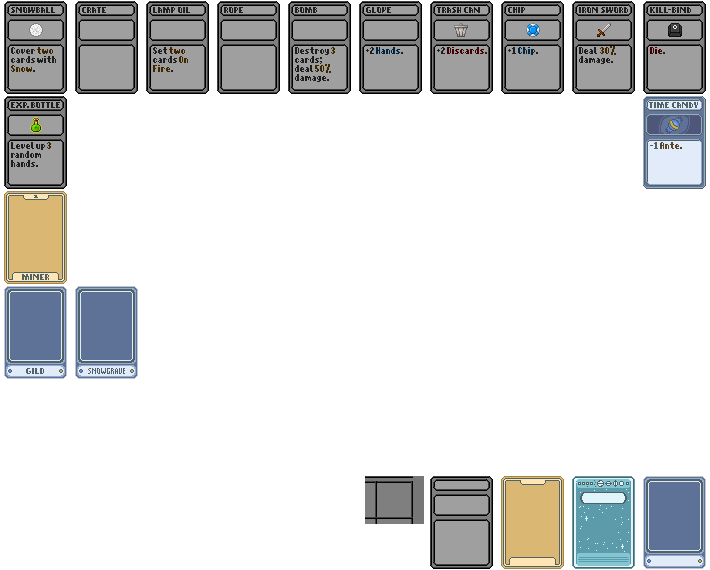 SNOWBALL
Cover two
cards with
Snow.
CRATE
LAMP OIL
Set two
cards On
Fire.
ROPE
BOMB
Destroy 3
cards;
deal 50%
damage.
GLOVE
+2 Hands.
TRASH CAN
+2 Discards.
CHIP
+1 Chip.
IRON SWORD
Deal 30%
damage.
KILL-BIND
Die.
EXP. BOTTLE
Level up 3
random
hands.
TIME CANDY
-1 Ante.
MINER
GILD
SNOWGRAVE